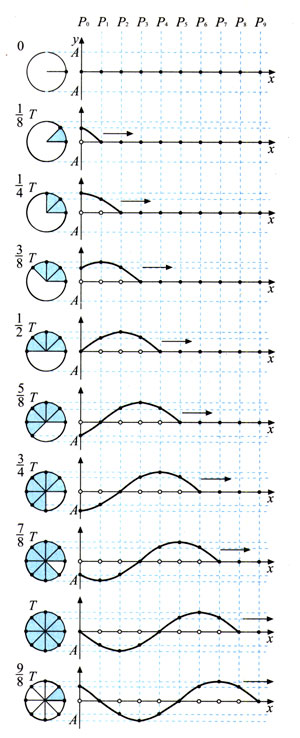 P₀ P₁ P₂ P₃ P₄ P₅ P₆ P₇ P₈ P₉
0 A y A x
1/8 T A x
1/4 T A x
3/8 T A x
1/2 T A x
5/8 T A x
3/4 T A x
7/8 T A x
T A x
9/8 T A x